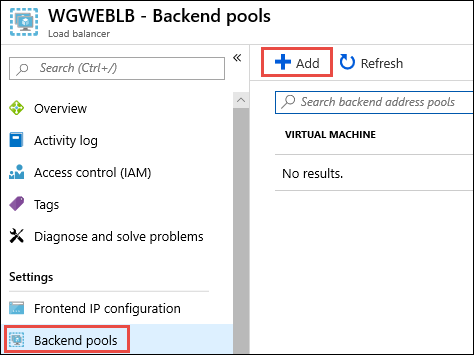 WGWEBLB - Backend pools
Load balancer
Search (Ctrl+/)
Overview
Activity log
Access control (IAM)
Tags
Diagnose and solve problems
Settings
Frontend IP configuration
Backend pools
Add
Refresh
Search backend address pools
VIRTUAL MACHINE
No results.